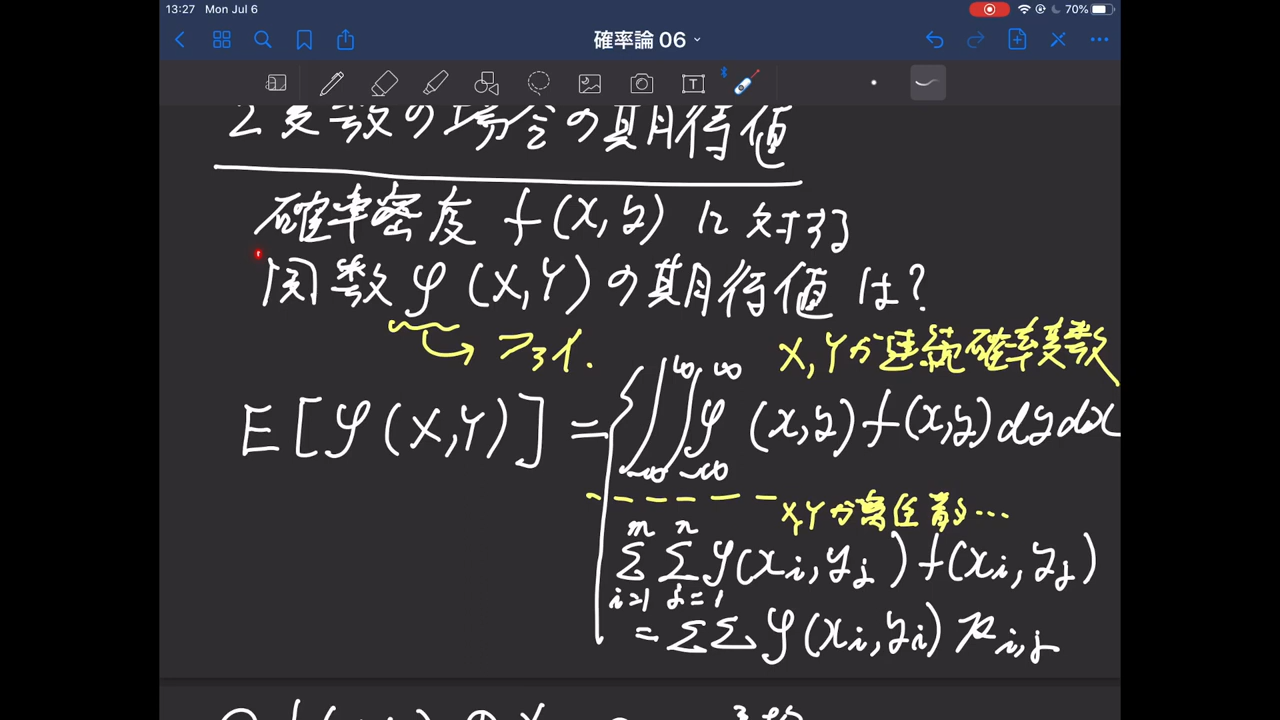 13:27 Mon Jul 6
70%
確率論 06
2変数の場合の期待値
確率密度 f(x,y) に対する
関数 φ(X,Y) の期待値は?
→ ファイ.
X,Yが連続確率変数
E[φ(X,Y)] = { ∫∞-∞ ∫∞-∞ φ(x,y) f(x,y) dy dx
X,Yが離散…
m∑i=1 n∑j=1 φ(xi,yj) f(xi,yj)
= ∑∑ φ(xi,yi) Pi,j